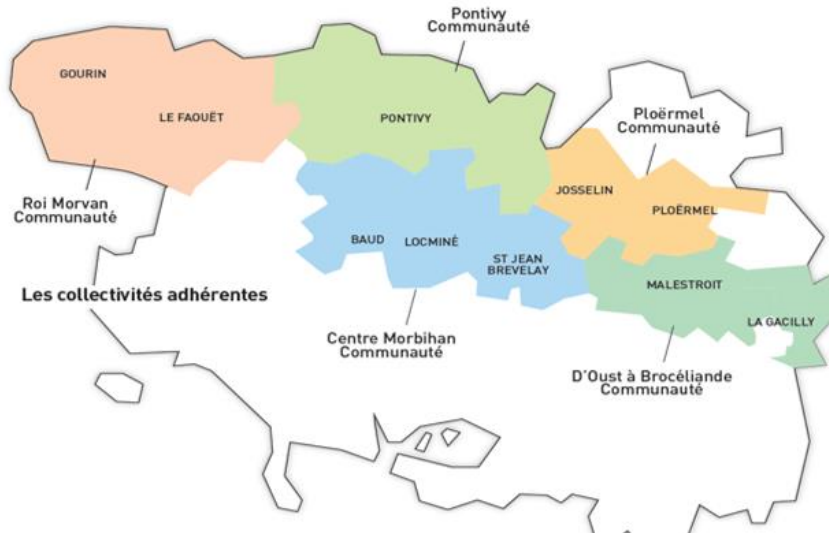 Pontivy
Communauté
GOURIN
LE FAOUËT
PONTIVY
Ploërmel
Communauté
JOSSELIN
PLOËRMEL
Roi Morvan
Communauté
BAUD
LOCMINÉ
ST JEAN
BREVELAY
MALESTROIT
LA GACILLY
Les collectivités adhérentes
Centre Morbihan
Communauté
D'Oust à Brocéliande
Communauté